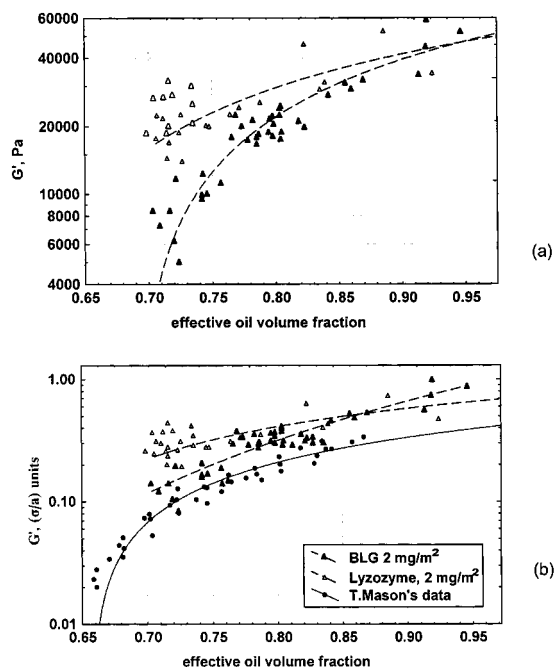 (a)
G', Pa
60000
40000
20000
10000
8000
6000
4000
0.65
0.70
0.75
0.80
0.85
0.90
0.95
effective oil volume fraction
(b)
G', (σ/a) units
1.00
0.10
0.01
BLG 2 mg/m²
Lyzozyme, 2 mg/m²
T.Mason's data
0.65
0.70
0.75
0.80
0.85
0.90
0.95
effective oil volume fraction